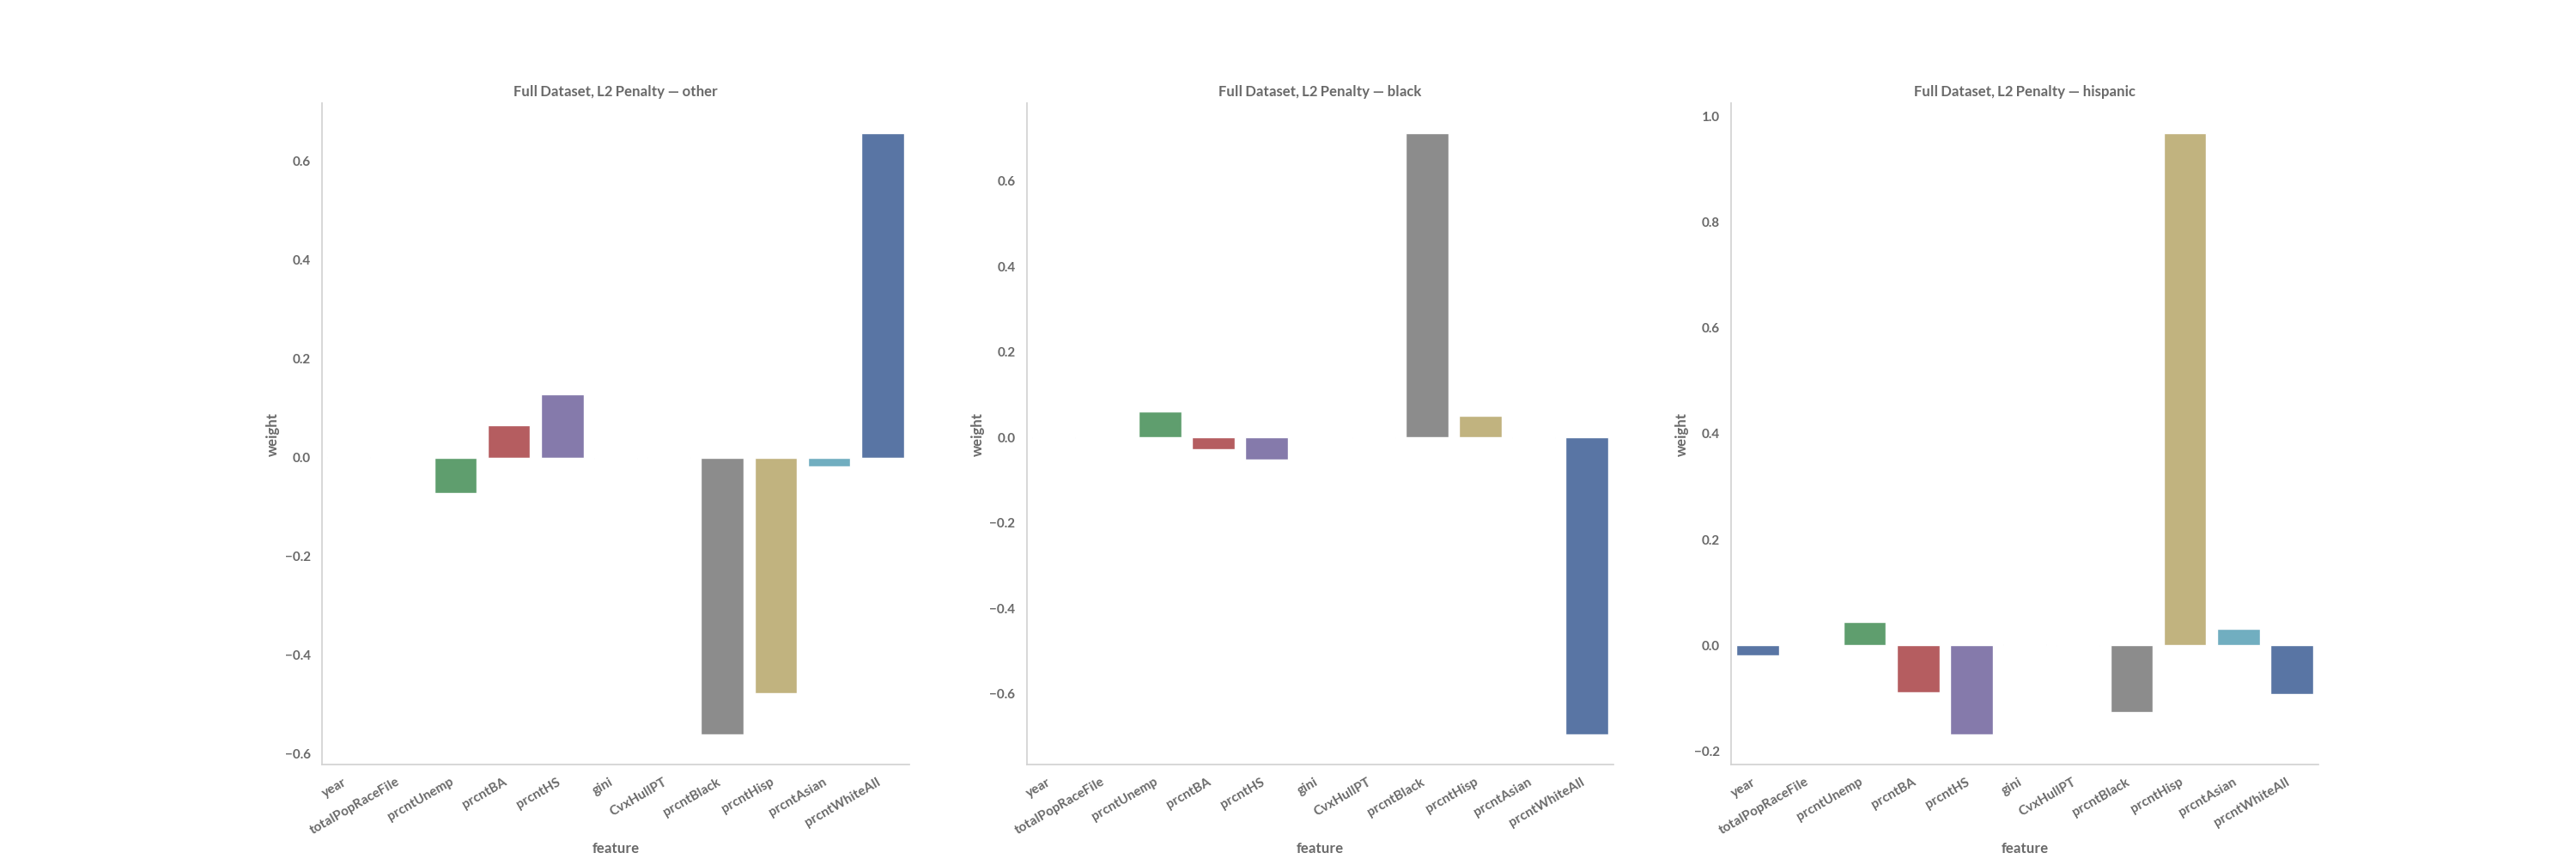 Full Dataset, L2 Penalty — other
0.6
0.4
0.2
0.0
−0.2
−0.4
−0.6
weight
year
totalPopRaceFile
prcntUnemp
prcntBA
prcntHS
gini
CvxHullPT
prcntBlack
prcntHisp
prcntAsian
prcntWhiteAll
feature
Full Dataset, L2 Penalty — black
0.6
0.4
0.2
0.0
−0.2
−0.4
−0.6
weight
year
totalPopRaceFile
prcntUnemp
prcntBA
prcntHS
gini
CvxHullPT
prcntBlack
prcntHisp
prcntAsian
prcntWhiteAll
feature
Full Dataset, L2 Penalty — hispanic
1.0
0.8
0.6
0.4
0.2
0.0
−0.2
weight
year
totalPopRaceFile
prcntUnemp
prcntBA
prcntHS
gini
CvxHullPT
prcntBlack
prcntHisp
prcntAsian
prcntWhiteAll
feature